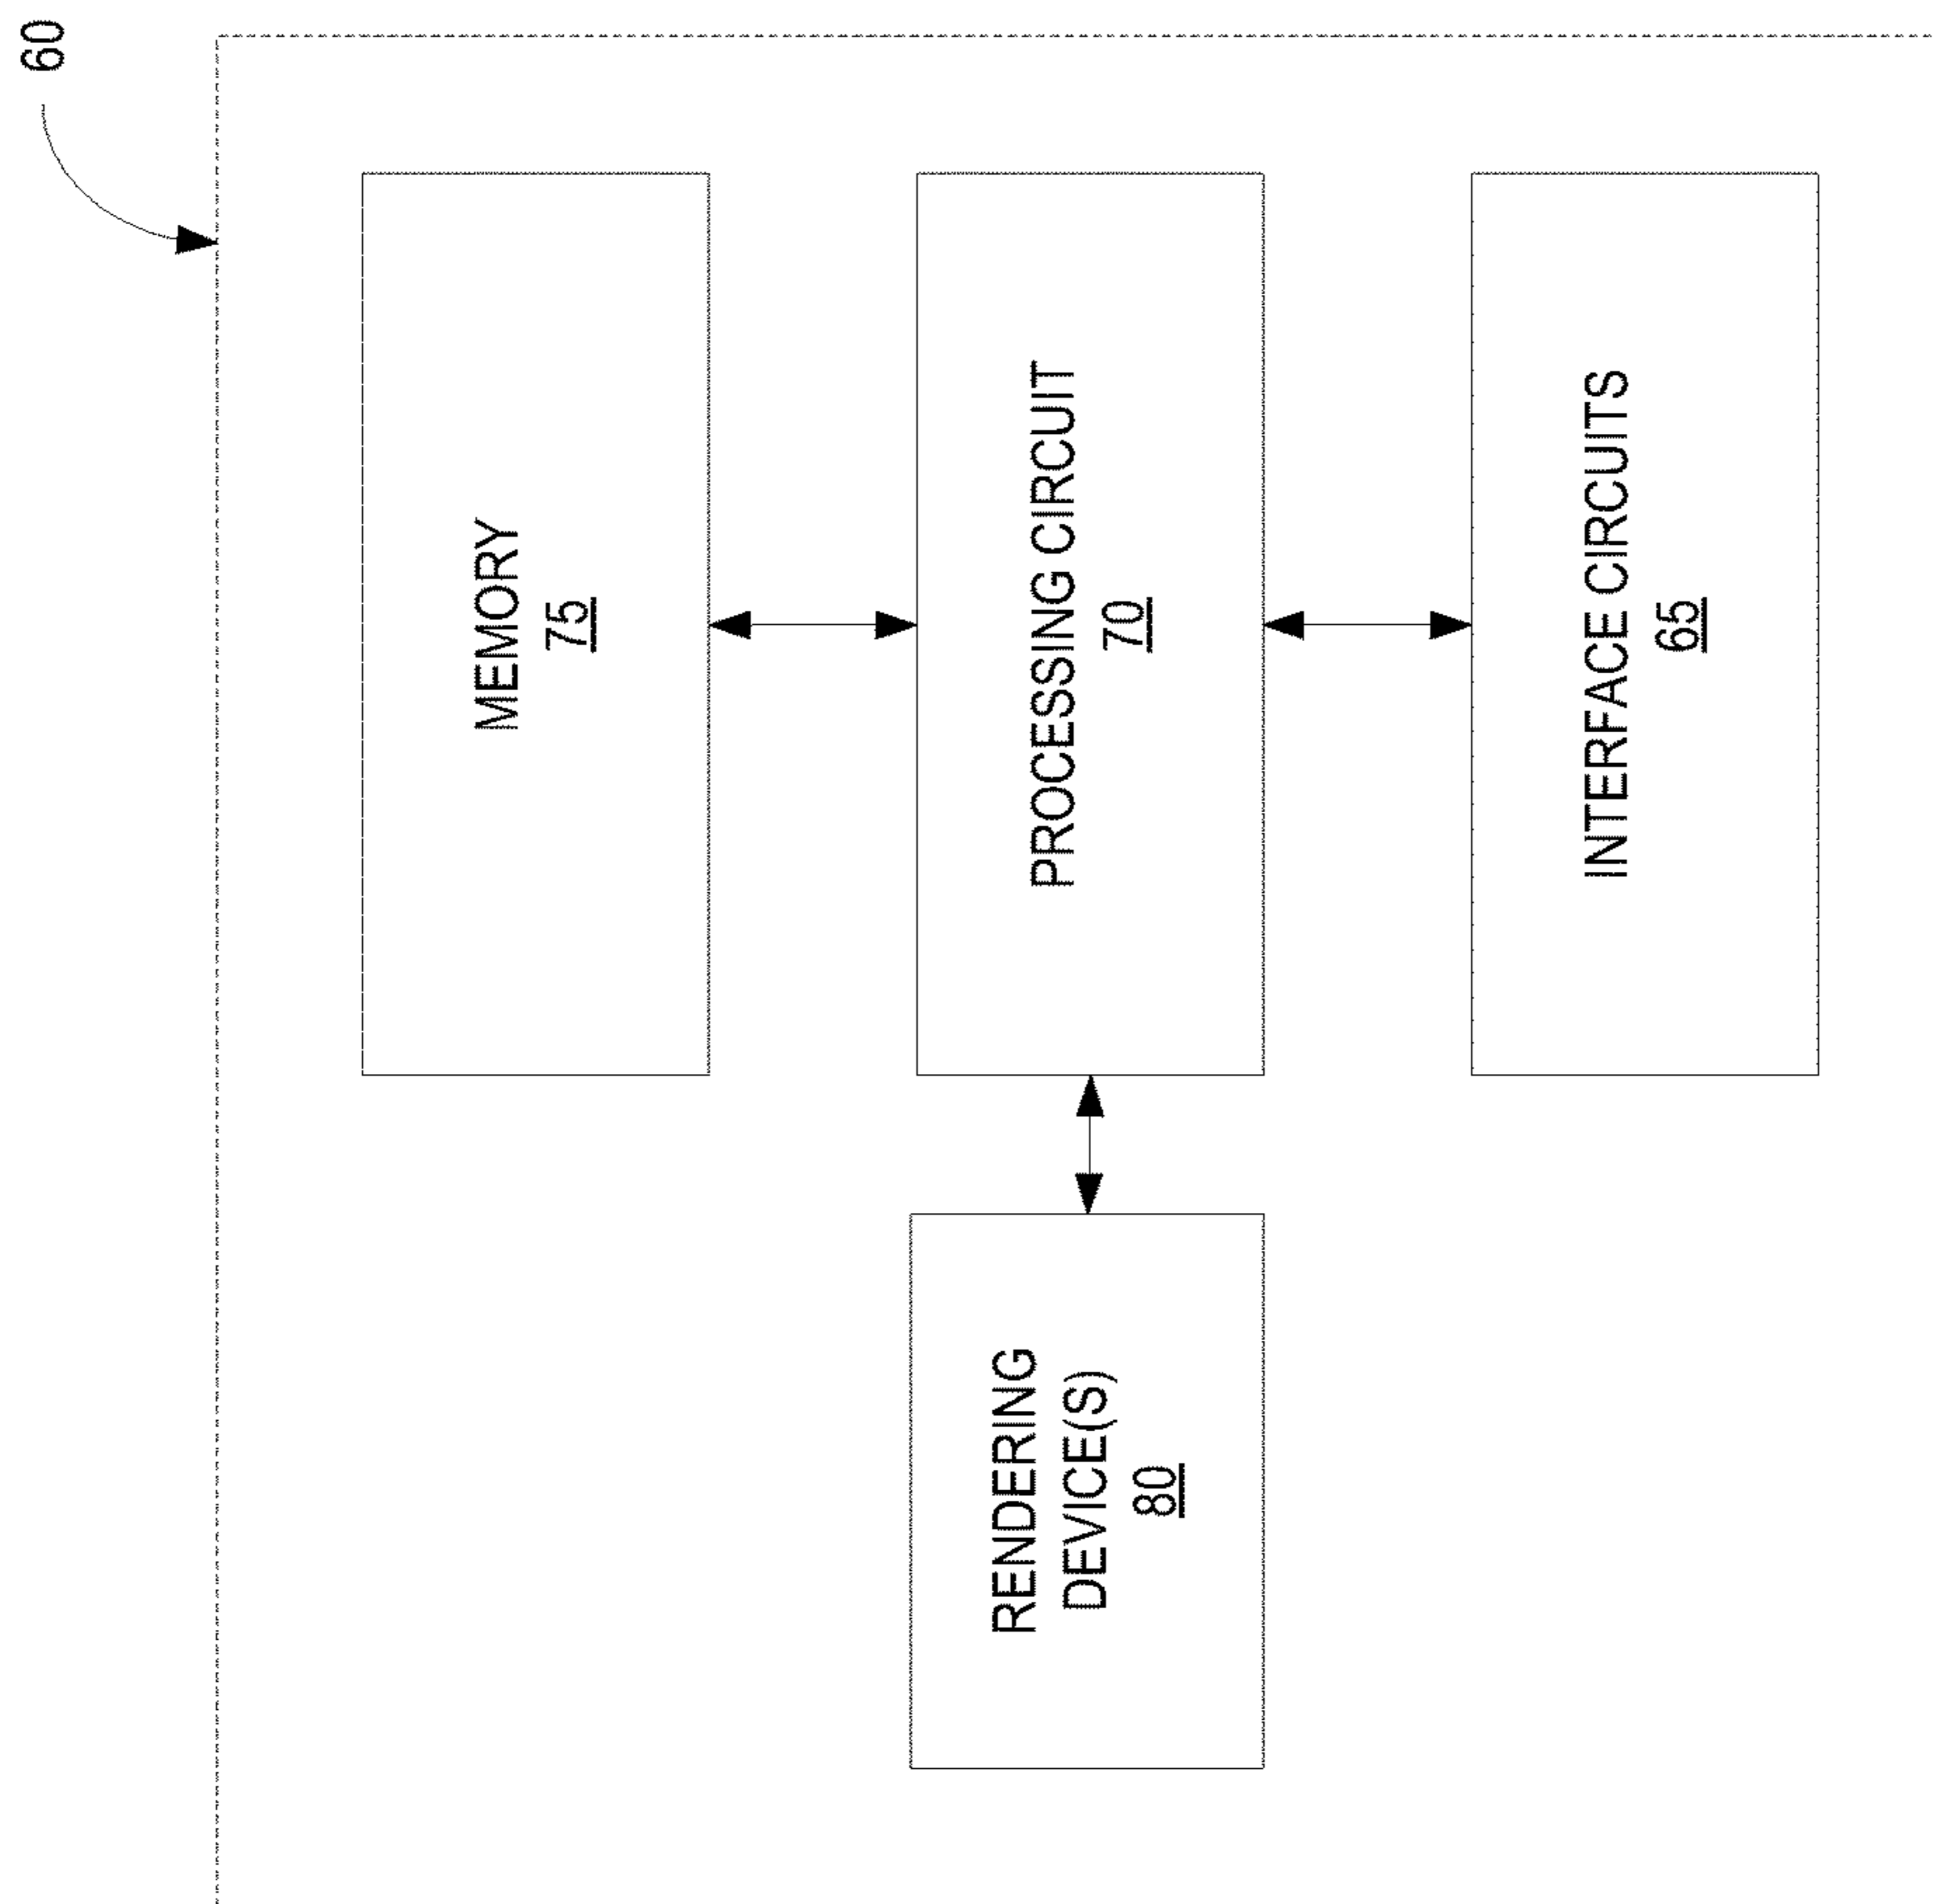 60
MEMORY
75
PROCESSING CIRCUIT
70
INTERFACE CIRCUITS
65
RENDERING
DEVICE(S)
80